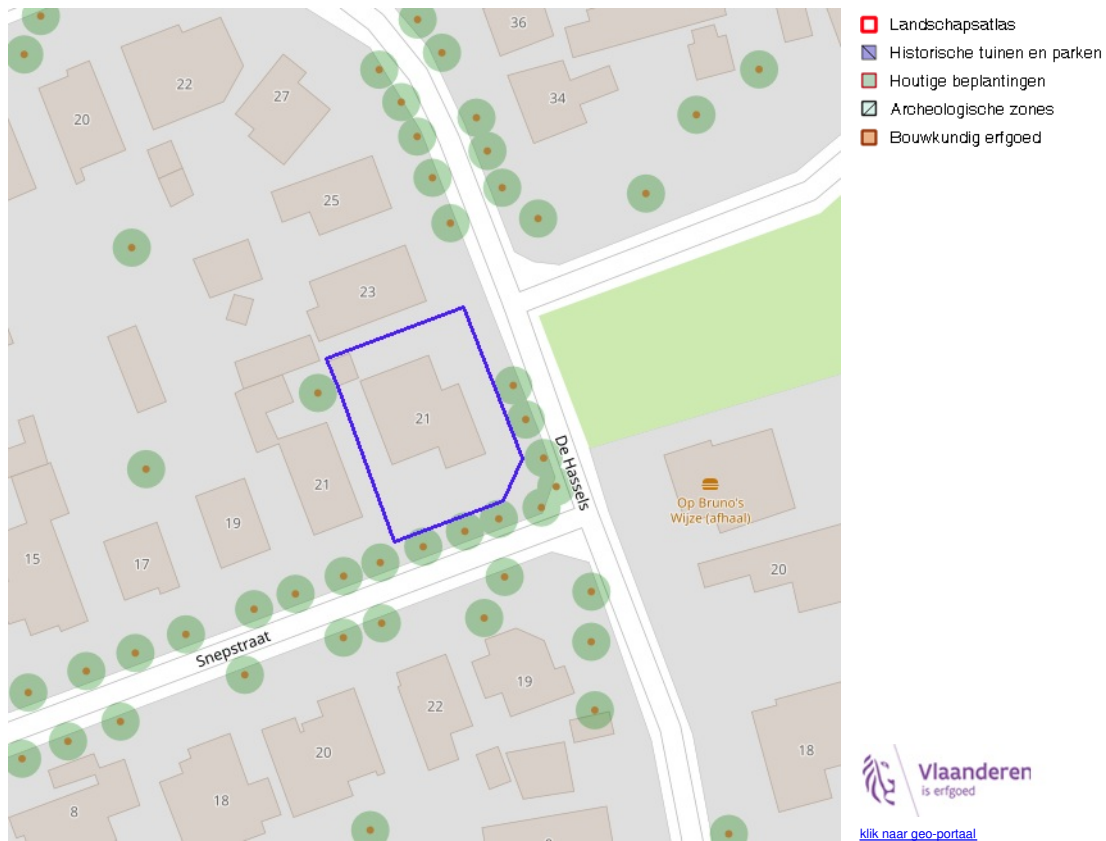 36
22
27
20
34
25
23
21
21
19
17
15
De Hassels
Op Bruno's
Wijze (afhaal)
20
Snepstraat
19
22
20
18
18
8
Landschapsatlas
Historische tuinen en parken
Houtige beplantingen
Archeologische zones
Bouwkundig erfgoed
Vlaanderen
is erfgoed
klik naar geo-portaal